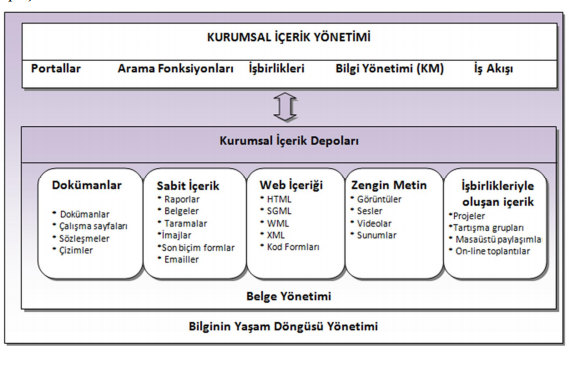 KURUMSAL İÇERİK YÖNETİMİ
Portallar Arama Fonksiyonları İşbirlikleri Bilgi Yönetimi (KM) İş Akışı
Kurumsal İçerik Depoları
Dokümanlar
* Dokümanlar
* Çalışma sayfaları
* Sözleşmeler
* Çizimler
Sabit İçerik
* Raporlar
* Belgeler
* Taramalar
*İmajlar
*Son biçim formlar
* Emailler
Web İçeriği
* HTML
* SGML
* WML
* XML
* Kod Formları
Zengin Metin
* Görüntüler
* Sesler
* Videolar
* Sunumlar
İşbirlikleriyle
oluşan içerik
*Projeler
*Tartışma grupları
* Masaüstü paylaşımla
* On-line toplantılar
Belge Yönetimi
Bilginin Yaşam Döngüsü Yönetimi